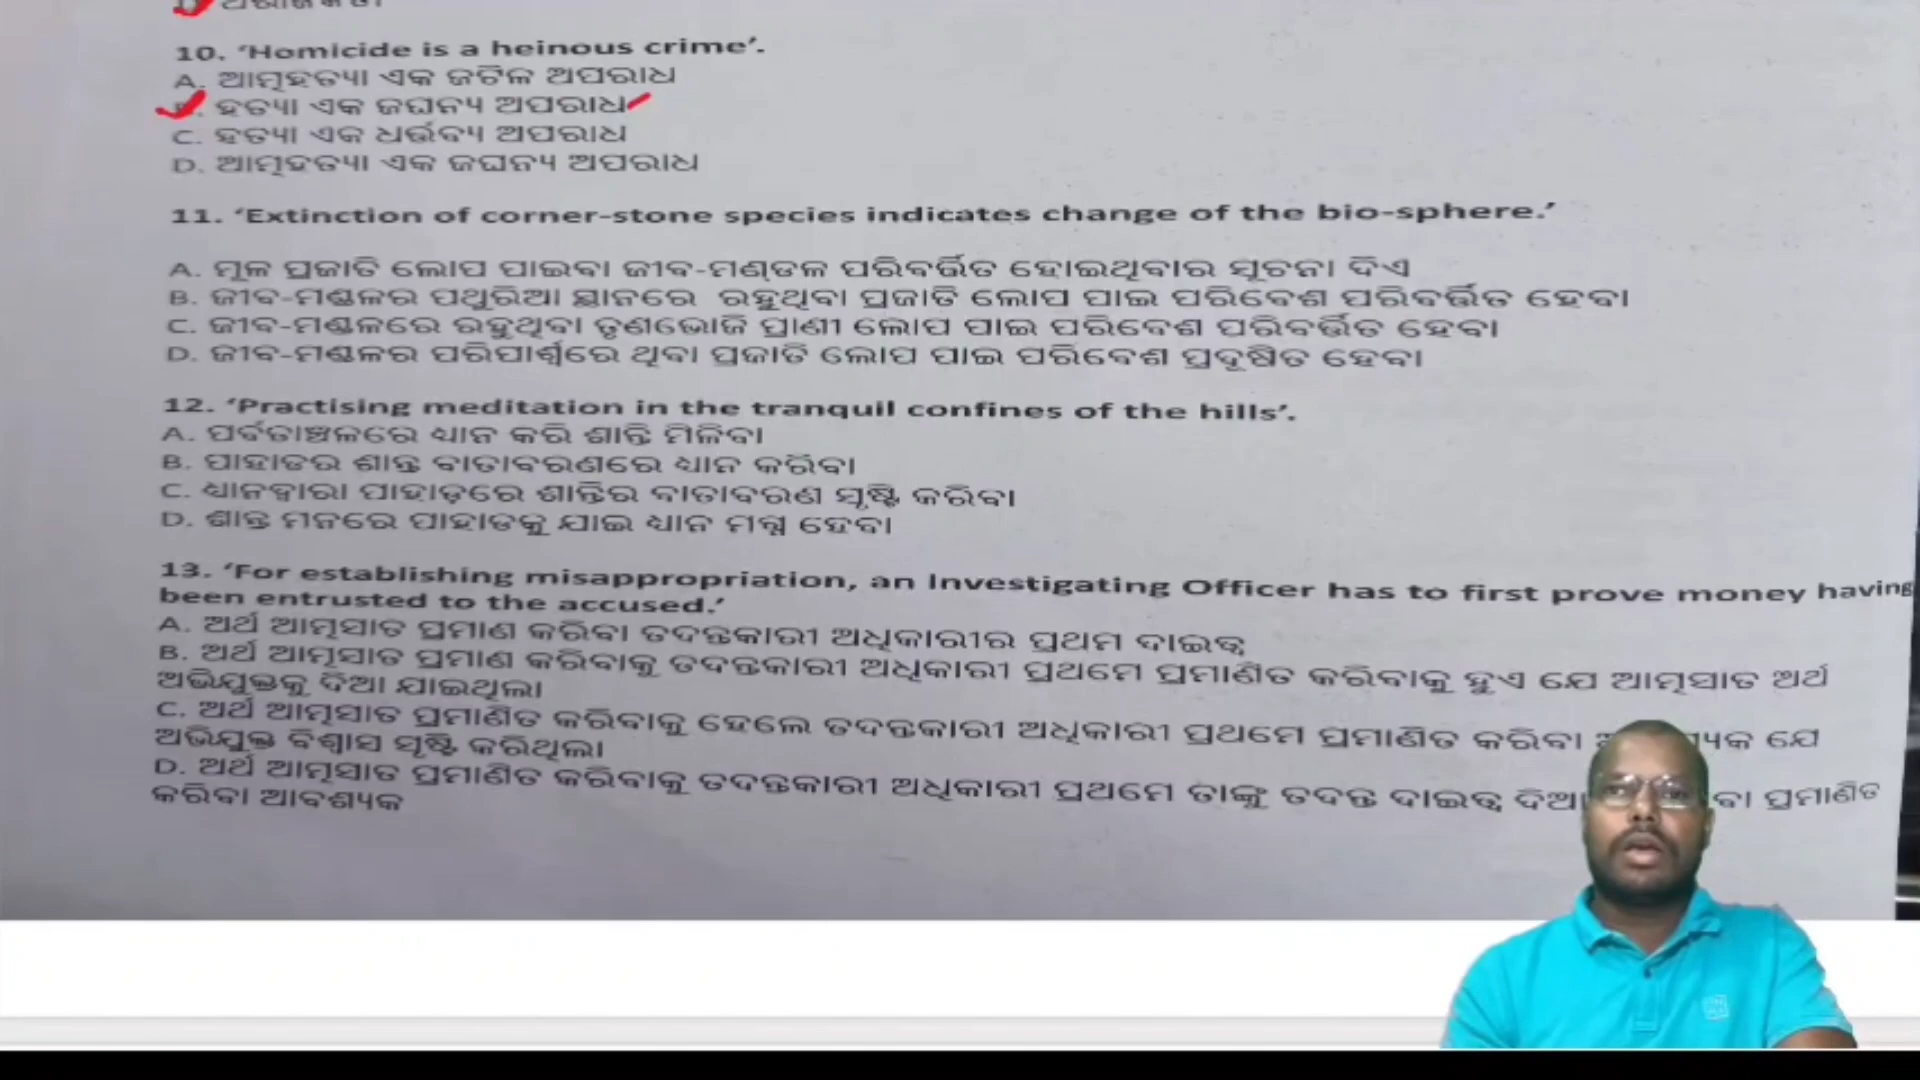 10. ‘Homicide is a heinous crime’.
A. ଆତ୍ମହତ୍ୟା ଏକ ଜଟିଳ ଅପରାଧ
ହତ୍ୟା ଏକ ଜଘନ୍ୟ ଅପରାଧ
C. ହତ୍ୟା ଏକ ଧର୍ତ୍ତବ୍ୟ ଅପରାଧ
D. ଆତ୍ମହତ୍ୟା ଏକ ଜଘନ୍ୟ ଅପରାଧ
11. ‘Extinction of corner-stone species indicates change of the bio-sphere.’
A. ମୂଳ ପ୍ରଜାତି ଲୋପ ପାଇବା ଜୀବ-ମଣ୍ଡଳ ପରିବର୍ତ୍ତିତ ହୋଇଥିବାର ସୂଚନା ଦିଏ
B. ଜୀବ-ମଣ୍ଡଳର ପଥୁରିଆ ସ୍ଥାନରେ ରହୁଥିବା ପ୍ରଜାତି ଲୋପ ପାଇ ପରିବେଶ ପରିବର୍ତ୍ତିତ ହେବା
C. ଜୀବ-ମଣ୍ଡଳରେ ରହୁଥିବା ତୃଣଭୋଜି ପ୍ରାଣୀ ଲୋପ ପାଇ ପରିବେଶ ପରିବର୍ତ୍ତିତ ହେବା
D. ଜୀବ-ମଣ୍ଡଳର ପରିପାର୍ଶ୍ୱରେ ଥିବା ପ୍ରଜାତି ଲୋପ ପାଇ ପରିବେଶ ପ୍ରଦୂଷିତ ହେବା
12. ‘Practising meditation in the tranquil confines of the hills’.
A. ପର୍ବତାଞ୍ଚଳରେ ଧ୍ୟାନ କରି ଶାନ୍ତି ମିଳିବା
B. ପାହାଡର ଶାନ୍ତ ବାତାବରଣରେ ଧ୍ୟାନ କରିବା
C. ଧ୍ୟାନଦ୍ୱାରା ପାହାଡ଼ରେ ଶାନ୍ତିର ବାତାବରଣ ସୃଷ୍ଟି କରିବା
D. ଶାନ୍ତ ମନରେ ପାହାଡକୁ ଯାଇ ଧ୍ୟାନ ମଗ୍ନ ହେବା
13. ‘For establishing misappropriation, an Investigating Officer has to first prove money having
been entrusted to the accused.’
A. ଅର୍ଥ ଆତ୍ମସାତ ପ୍ରମାଣ କରିବା ତଦନ୍ତକାରୀ ଅଧିକାରୀର ପ୍ରଥମ ଦାଇତ୍ୱ
B. ଅର୍ଥ ଆତ୍ମସାତ ପ୍ରମାଣ କରିବାକୁ ତଦନ୍ତକାରୀ ଅଧିକାରୀ ପ୍ରଥମେ ପ୍ରମାଣିତ କରିବାକୁ ହୁଏ ଯେ ଆତ୍ମସାତ ଅର୍ଥ
ଅଭିଯୁକ୍ତକୁ ଦିଆ ଯାଇଥିଲା
C. ଅର୍ଥ ଆତ୍ମସାତ ପ୍ରମାଣିତ କରିବାକୁ ହେଲେ ତଦନ୍ତକାରୀ ଅଧିକାରୀ ପ୍ରଥମେ ପ୍ରମାଣିତ କରିବା ଯେ
ଅଭିଯୁକ୍ତ ବିଶ୍ୱାସ ସୃଷ୍ଟି କରିଥିଲା
D. ଅର୍ଥ ଆତ୍ମସାତ ପ୍ରମାଣିତ କରିବାକୁ ତଦନ୍ତକାରୀ ଅଧିକାରୀ ପ୍ରଥମେ ତାଙ୍କୁ ତଦନ୍ତ ଦାଇତ୍ୱ ପ୍ରମାଣିତ
କରିବା ଆବଶ୍ୟକ